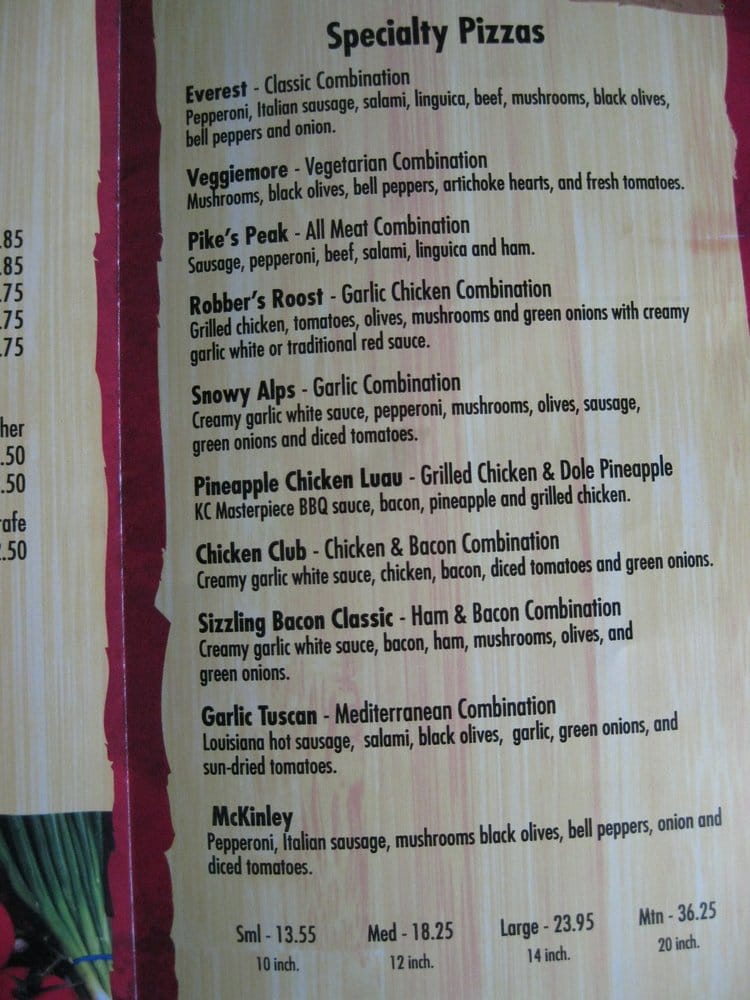 .85
.85
.75
.75
.75
her
.50
.50
afe
.50
Specialty Pizzas
Everest - Classic Combination
Pepperoni, Italian sausage, salami, linguica, beef, mushrooms, black olives,
bell peppers and onion.
Veggiemore - Vegetarian Combination
Mushrooms, black olives, bell peppers, artichoke hearts, and fresh tomatoes.
Pike's Peak - All Meat Combination
Sausage, pepperoni, beef, salami, linguica and ham.
Robber's Roost - Garlic Chicken Combination
Grilled chicken, tomatoes, olives, mushrooms and green onions with creamy
garlic white or traditional red sauce.
Snowy Alps - Garlic Combination
Creamy garlic white sauce, pepperoni, mushrooms, olives, sausage,
green onions and diced tomatoes.
Pineapple Chicken Luau - Grilled Chicken & Dole Pineapple
KC Masterpiece BBQ sauce, bacon, pineapple and grilled chicken.
Chicken Club - Chicken & Bacon Combination
Creamy garlic white sauce, chicken, bacon, diced tomatoes and green onions.
Sizzling Bacon Classic - Ham & Bacon Combination
Creamy garlic white sauce, bacon, ham, mushrooms, olives, and
green onions.
Garlic Tuscan - Mediterranean Combination
Louisiana hot sausage, salami, black olives, garlic, green onions, and
sun-dried tomatoes.
McKinley
Pepperoni, Italian sausage, mushrooms black olives, bell peppers, onion and
diced tomatoes.
Sml - 13.55 Med - 18.25 Large - 23.95 Mtn - 36.25
10 inch. 12 inch. 14 inch. 20 inch.